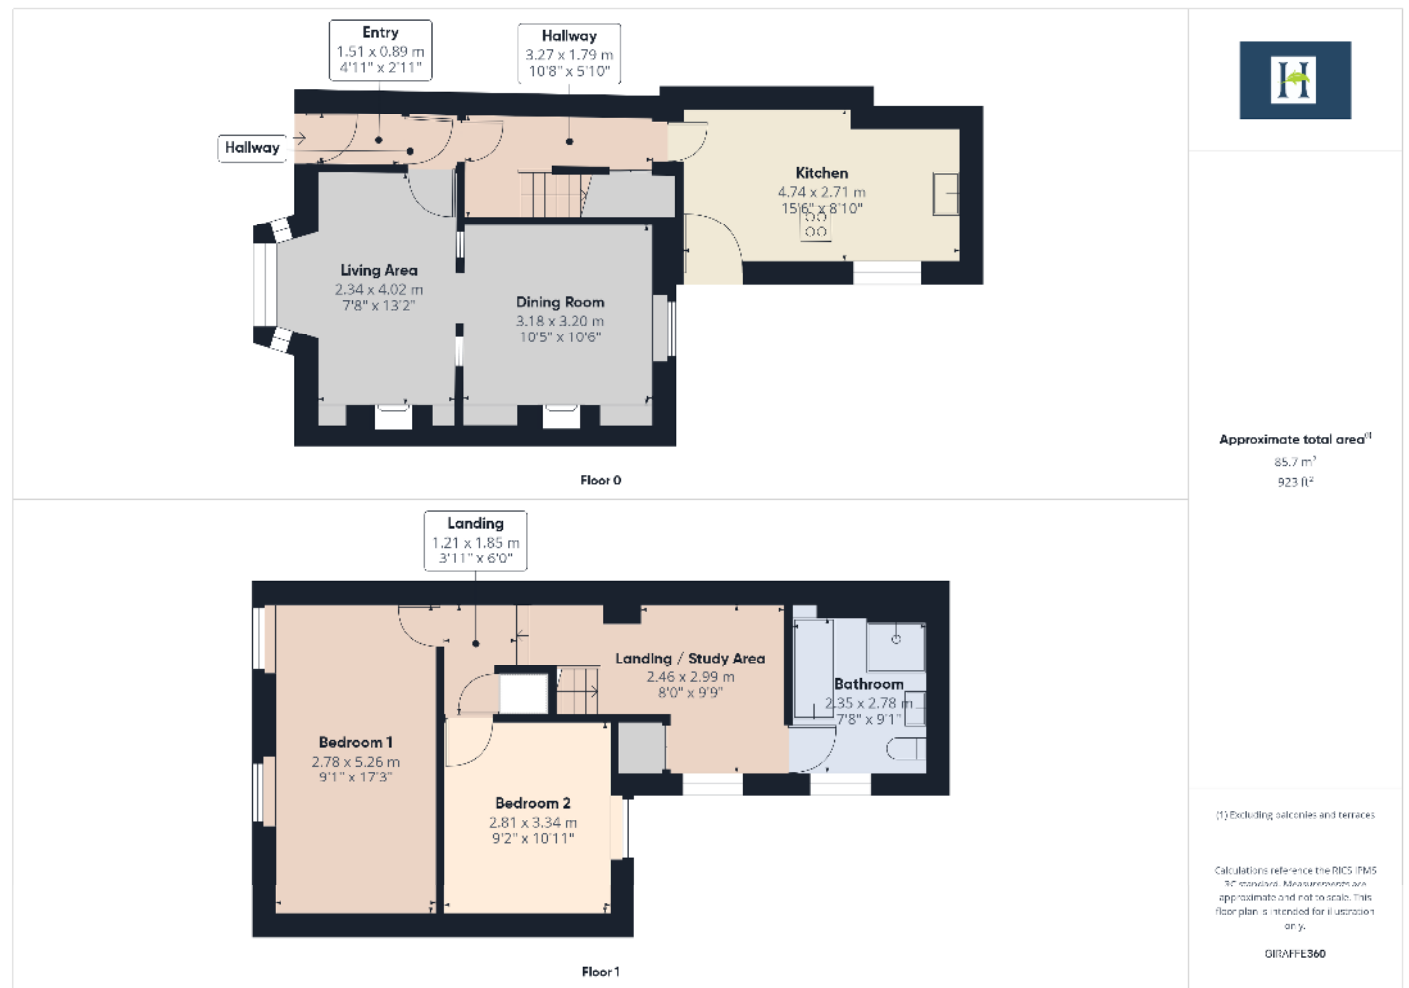 Entry
1.51 x 0.89 m
4'11" x 2'11"
Hallway
3.27 x 1.79 m
10'8" x 5'10"
Hallway
Kitchen
4.74 x 2.71 m
15'6" x 8'10"
Living Area
2.34 x 4.02 m
7'8" x 13'2"
Dining Room
3.18 x 3.20 m
10'5" x 10'6"
Floor 0
Landing
1.21 x 1.85 m
3'11" x 6'0"
Landing / Study Area
2.46 x 2.99 m
8'0" x 9'9"
Bathroom
2.35 x 2.78 m
7'8" x 9'1"
Bedroom 1
2.78 x 5.26 m
9'1" x 17'3"
Bedroom 2
2.81 x 3.34 m
9'2" x 10'11"
Floor 1
H
Approximate total area(1)
85.7 m²
923 ft²
(1) Excluding balconies and terraces
Calculations reference the RICS IPMS
3C standard. Measurements are
approximate and not to scale. This
floor plan is intended for illustration
only.
GIRAFFE360